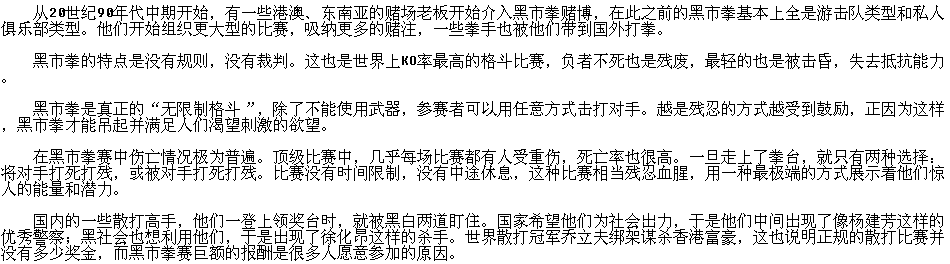 从20世纪90年代中期开始，有一些港澳、东南亚的赌场老板开始介入黑市拳赌博，在此之前的黑市拳基本上全是游击队类型和私人
俱乐部类型。他们开始组织更大型的比赛，吸纳更多的赌注，一些拳手也被他们带到国外打拳。
黑市拳的特点是没有规则，没有裁判。这也是世界上KO率最高的格斗比赛，负者不死也是残废，最轻的也是被击昏，失去抵抗能力
。
黑市拳是真正的“无限制格斗”，除了不能使用武器，参赛者可以用任意方式击打对手。越是残忍的方式越受到鼓励，正因为这样
，黑市拳才能吊起并满足人们渴望刺激的欲望。
在黑市拳赛中伤亡情况极为普遍。顶级比赛中，几乎每场比赛都有人受重伤，死亡率也很高。一旦走上了拳台，就只有两种选择：
将对手打死打残，或被对手打死打残。比赛没有时间限制，没有中途休息，这种比赛相当残忍血腥，用一种最极端的方式展示着他们惊
人的能量和潜力。
国内的一些散打高手，他们一登上领奖台时，就被黑白两道盯住。国家希望他们为社会出力，于是他们中间出现了像杨建芳这样的
优秀警察；黑社会也想利用他们，于是出现了徐化昂这样的杀手。世界散打冠军乔立夫绑架谋杀香港富豪，这也说明正规的散打比赛并
没有多少奖金，而黑市拳赛巨额的报酬是很多人愿意参加的原因。